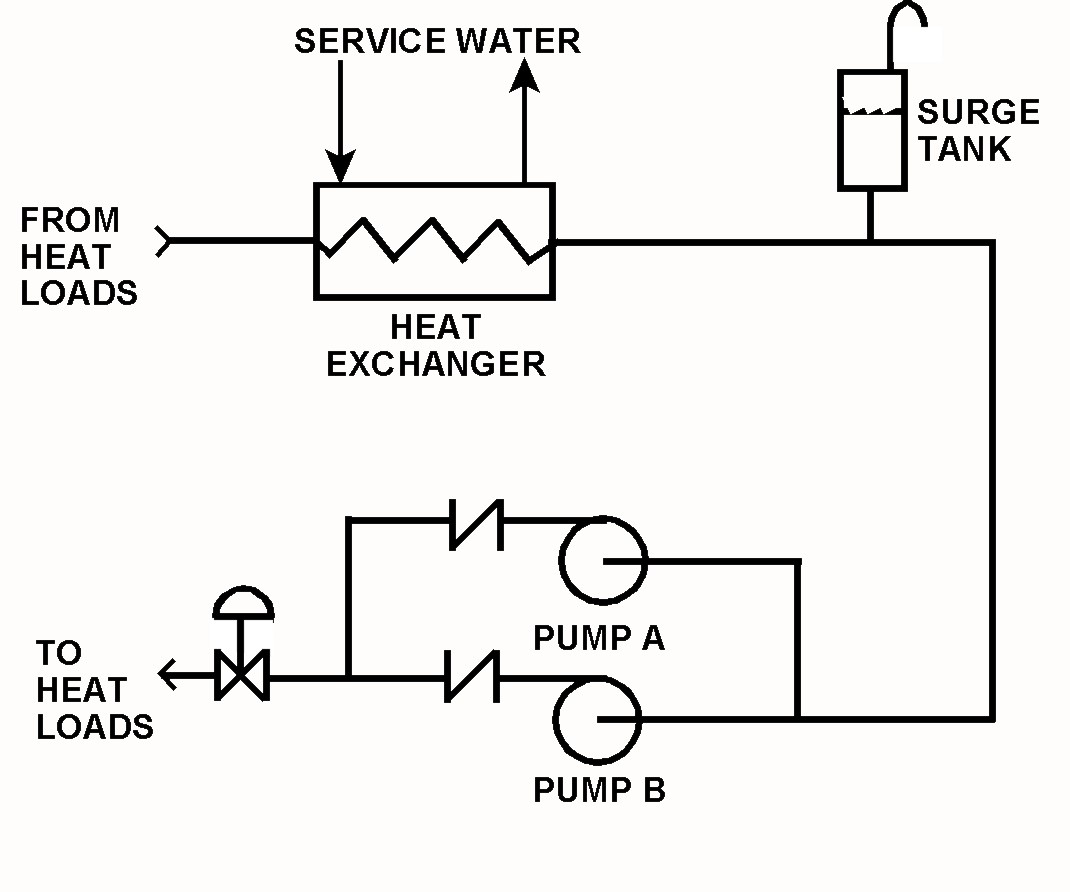 SERVICE WATER
SURGE
TANK
FROM
HEAT
LOADS
HEAT
EXCHANGER
PUMP A
TO
HEAT
LOADS
PUMP B